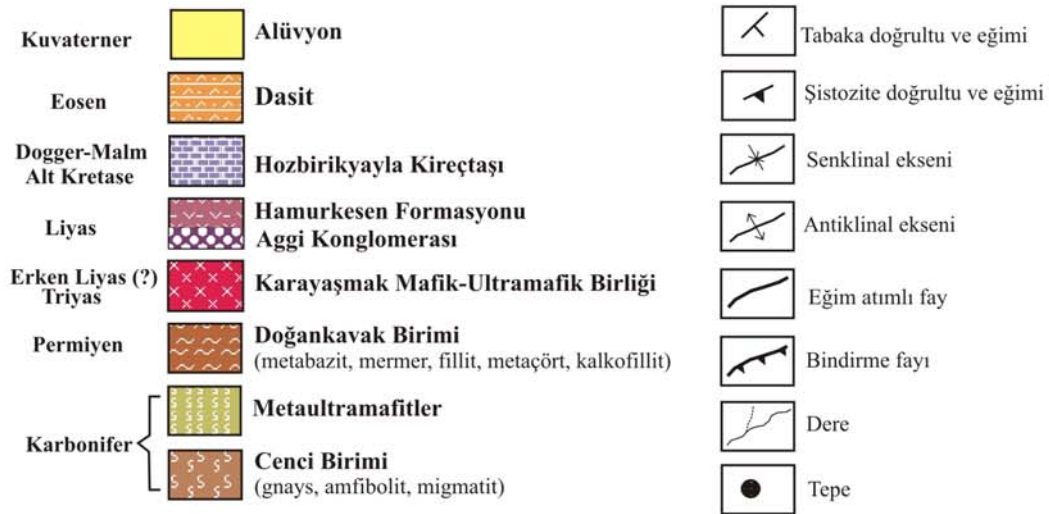 Kuvaterner
Alüvyon
Eosen
Dasit
Dogger-Malm
Alt Kretase
Hozbirikyayla Kireçtaşı
Liyas
Hamurkesen Formasyonu
Aggi Konglomerası
Erken Liyas (?)
Triyas
Karayaşmak Mafik-Ultramafik Birliği
Permiyen
Doğankavak Birimi
(metabazit, mermer, fillit, metaçört, kalkofillit)
Karbonifer
Metaultramafitler
Cenci Birimi
(gnays, amfibolit, migmatit)
Tabaka doğrultu ve eğimi
Şistozite doğrultu ve eğimi
Senklinal ekseni
Antiklinal ekseni
Eğim atımlı fay
Bindirme fayı
Dere
Tepe